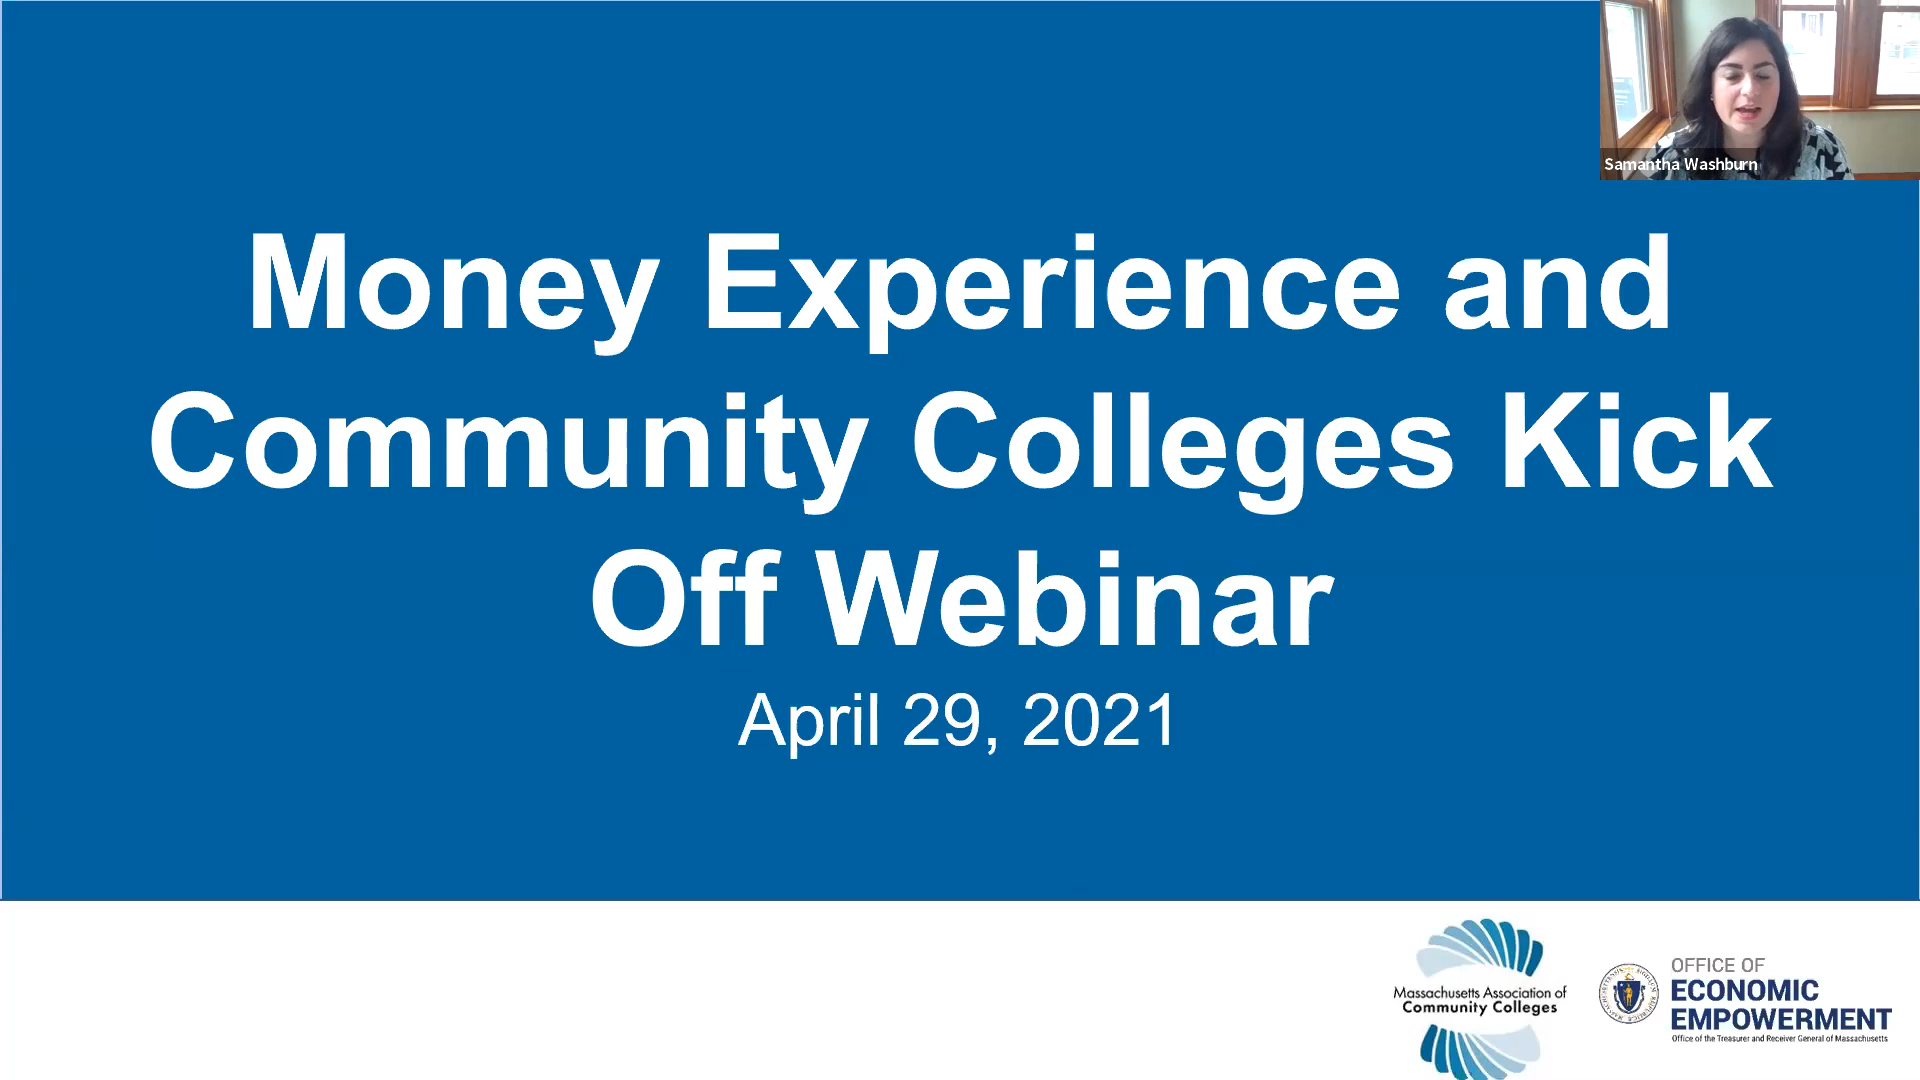 Samantha Washburn
Money Experience and
Community Colleges Kick
Off Webinar
April 29, 2021
Massachusetts Association of
Community Colleges
OFFICE OF
ECONOMIC
EMPOWERMENT
Office of the Treasurer and Receiver General of Massachusetts